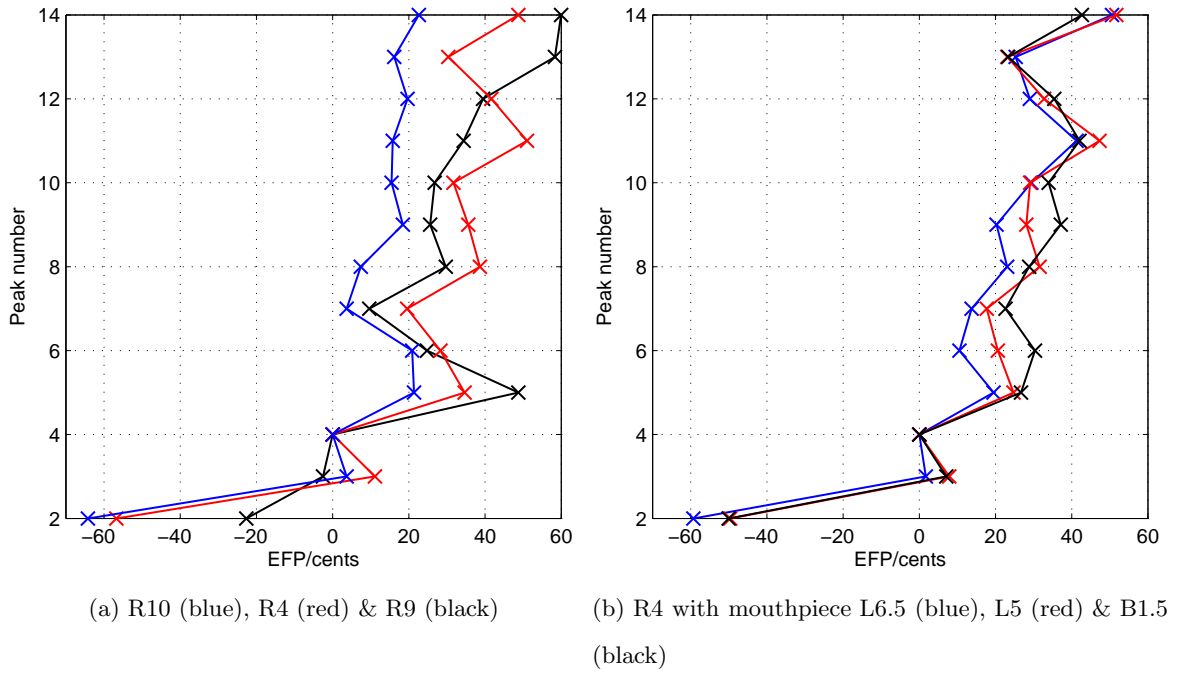 14
12
10
8
6
4
2
Peak number
−60 −40 −20 0 20 40 60
EFP/cents
14
12
10
8
6
4
2
Peak number
−60 −40 −20 0 20 40 60
EFP/cents
(a) R10 (blue), R4 (red) & R9 (black)
(b) R4 with mouthpiece L6.5 (blue), L5 (red) & B1.5
(black)